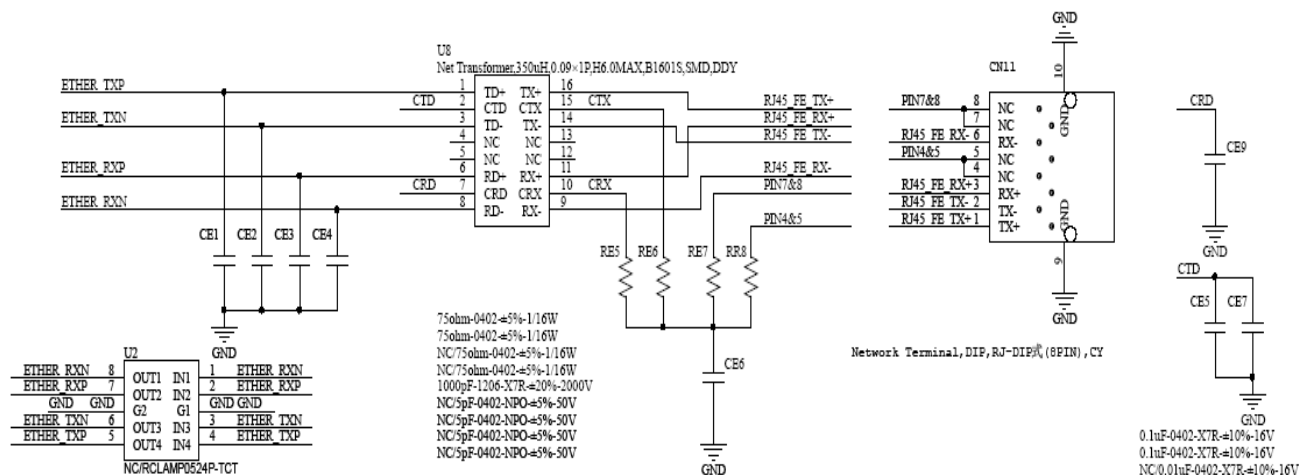 GND
10
U8
Net Transformer,350uH,0.09×1P,H6.0MAX,B1601S,SMD,DDY
CN11
ETHER_TXP 1 TD+ TX+ 16
CTD 2 CTD CTX 15 CTX RJ45_FE_TX+
ETHER_TXN 3 TD- TX- 14 RJ45_FE_RX+
4 NC NC 13 RJ45_FE_TX-
5 NC NC 12
ETHER_RXP 6 RD+ RX+ 11 RJ45_FE_RX-
CRD 7 CRD CRX 10 CRX PIN7&8
ETHER_RXN 8 RD- RX- 9
PIN4&5
PIN7&8 8 NC GND
7 NC
RJ45_FE_RX- 6 RX-
PIN4&5 5 NC
4 NC
RJ45_FE_RX+ 3 RX+
RJ45_FE_TX- 2 TX- GND
RJ45_FE_TX+ 1 TX+
9
GND
CRD
CE9
GND
CE1 CE2 CE3 CE4
GND
RE5 RE6 RE7 RR8
CE6
GND
CTD
CE5 CE7
GND
75ohm-0402-±5%-1/16W
75ohm-0402-±5%-1/16W
NC/75ohm-0402-±5%-1/16W
NC/75ohm-0402-±5%-1/16W
1000pF-1206-X7R-±20%-2000V
NC/5pF-0402-NPO-±5%-50V
NC/5pF-0402-NPO-±5%-50V
NC/5pF-0402-NPO-±5%-50V
NC/5pF-0402-NPO-±5%-50V
Network Terminal,DIP,RJ-DIP式(8PIN),CY
U2
ETHER_RXN 8 OUT1 IN1 1 ETHER_RXN
ETHER_RXP 7 OUT2 IN2 2 ETHER_RXP
GND GND G2 G1 GND GND
ETHER_TXN 6 OUT3 IN3 3 ETHER_TXN
ETHER_TXP 5 OUT4 IN4 4 ETHER_TXP
NC/RCLAMP0524P-TCT
0.1uF-0402-X7R-±10%-16V
0.1uF-0402-X7R-±10%-16V
NC/0.01uF-0402-X7R-±10%-16V